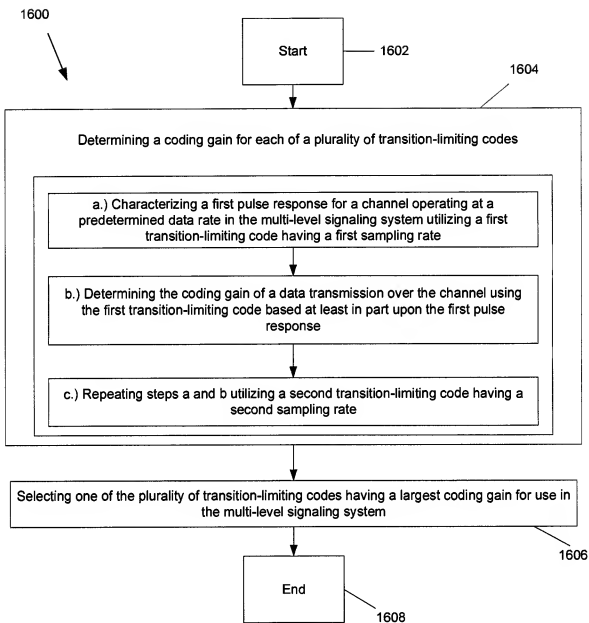 1600
Start
1602
1604
Determining a coding gain for each of a plurality of transition-limiting codes
a.) Characterizing a first pulse response for a channel operating at a
predetermined data rate in the multi-level signaling system utilizing a first
transition-limiting code having a first sampling rate
b.) Determining the coding gain of a data transmission over the channel using
the first transition-limiting code based at least in part upon the first pulse
response
c.) Repeating steps a and b utilizing a second transition-limiting code having a
second sampling rate
Selecting one of the plurality of transition-limiting codes having a largest coding gain for use in
the multi-level signaling system
1606
End
1608